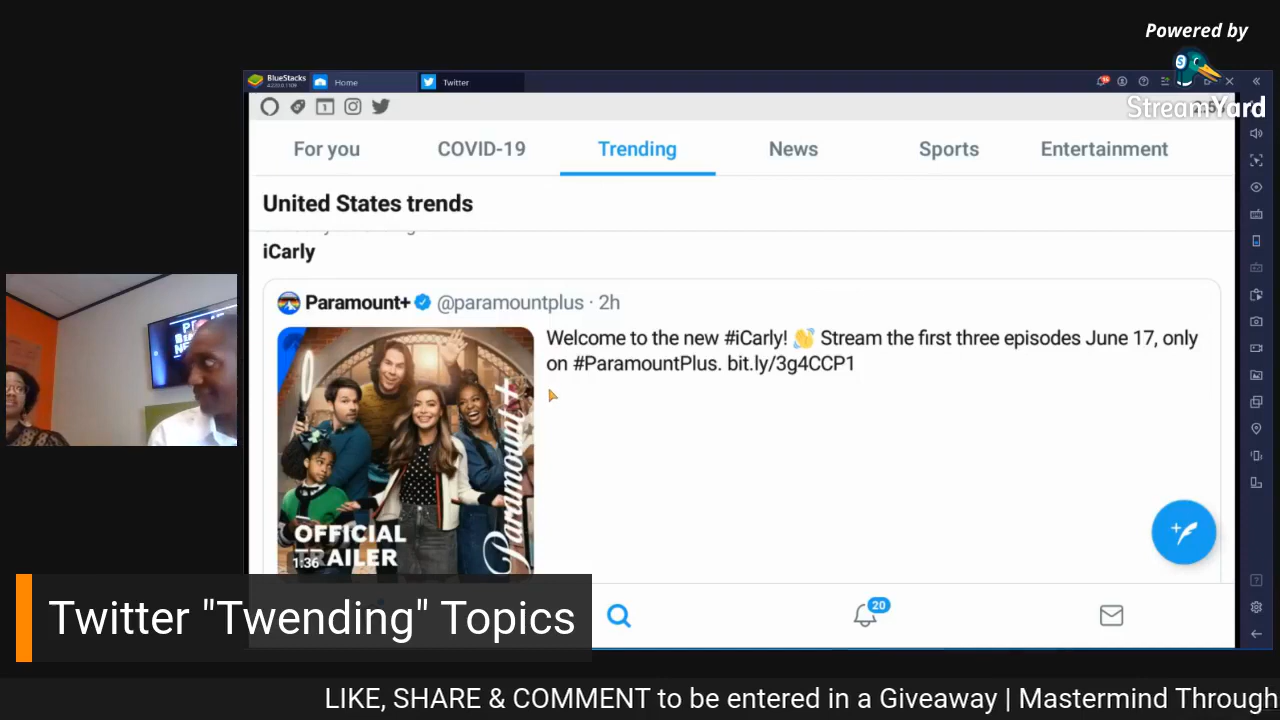 Powered by
StreamYard
BlueStacks
Home
Twitter
For you
COVID-19
Trending
News
Sports
Entertainment
United States trends
iCarly
Paramount+ @paramountplus · 2h
Welcome to the new #iCarly! 👋 Stream the first three episodes June 17, only
on #ParamountPlus. bit.ly/3g4CCP1
Paramount+
OFFICIAL
TRAILER
1:36
20
Twitter "Twending" Topics
LIKE, SHARE & COMMENT to be entered in a Giveaway | Mastermind Through